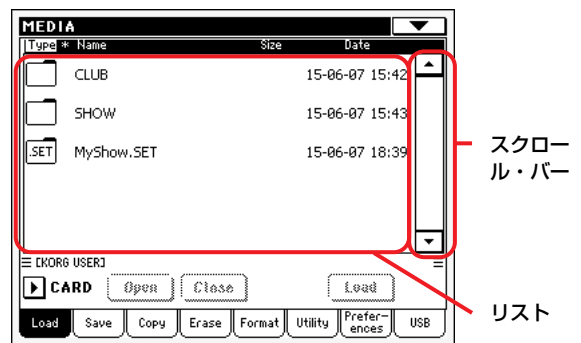 MEDIA
Type * Name Size Date
CLUB 15-06-07 15:42
SHOW 15-06-07 15:43
.SET MyShow.SET 15-06-07 18:39
スクロー
ル・バー
[KORG USER]
CARD Open Close Load
リスト
Load Save Copy Erase Format Utility Prefer-
ences USB